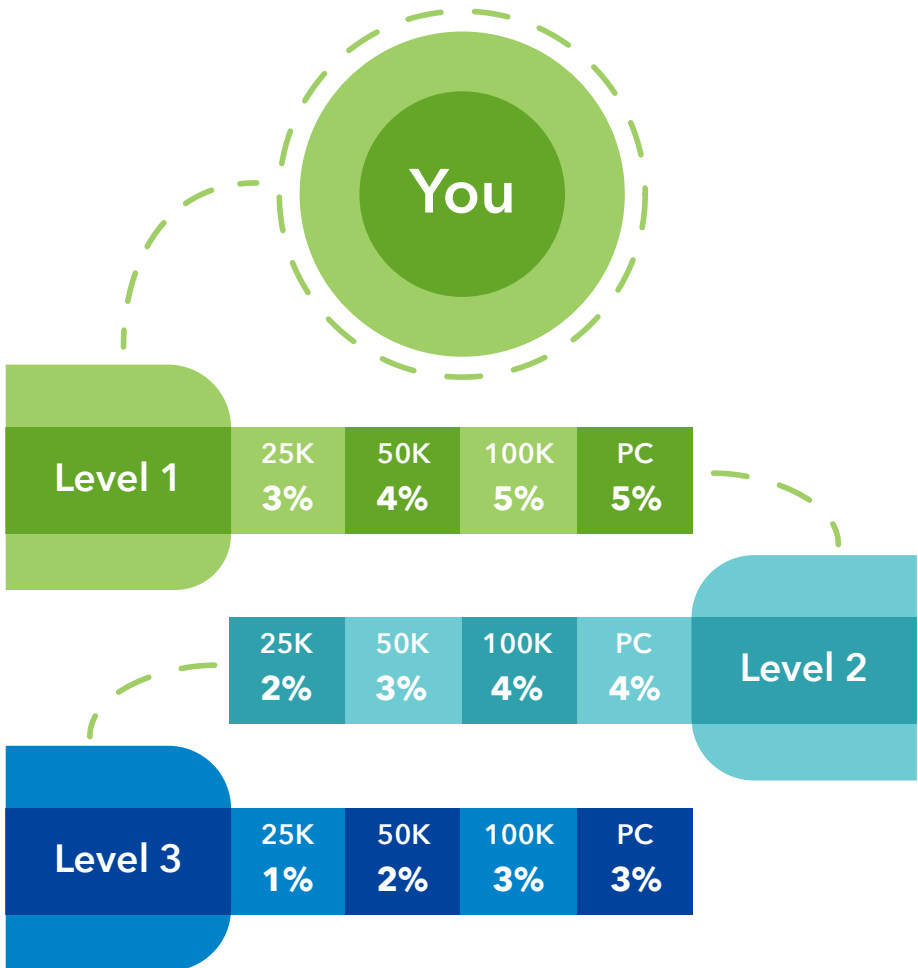 You
Level 1
25K 50K 100K PC
3% 4% 5% 5%
25K 50K 100K PC
2% 3% 4% 4%
Level 2
Level 3
25K 50K 100K PC
1% 2% 3% 3%